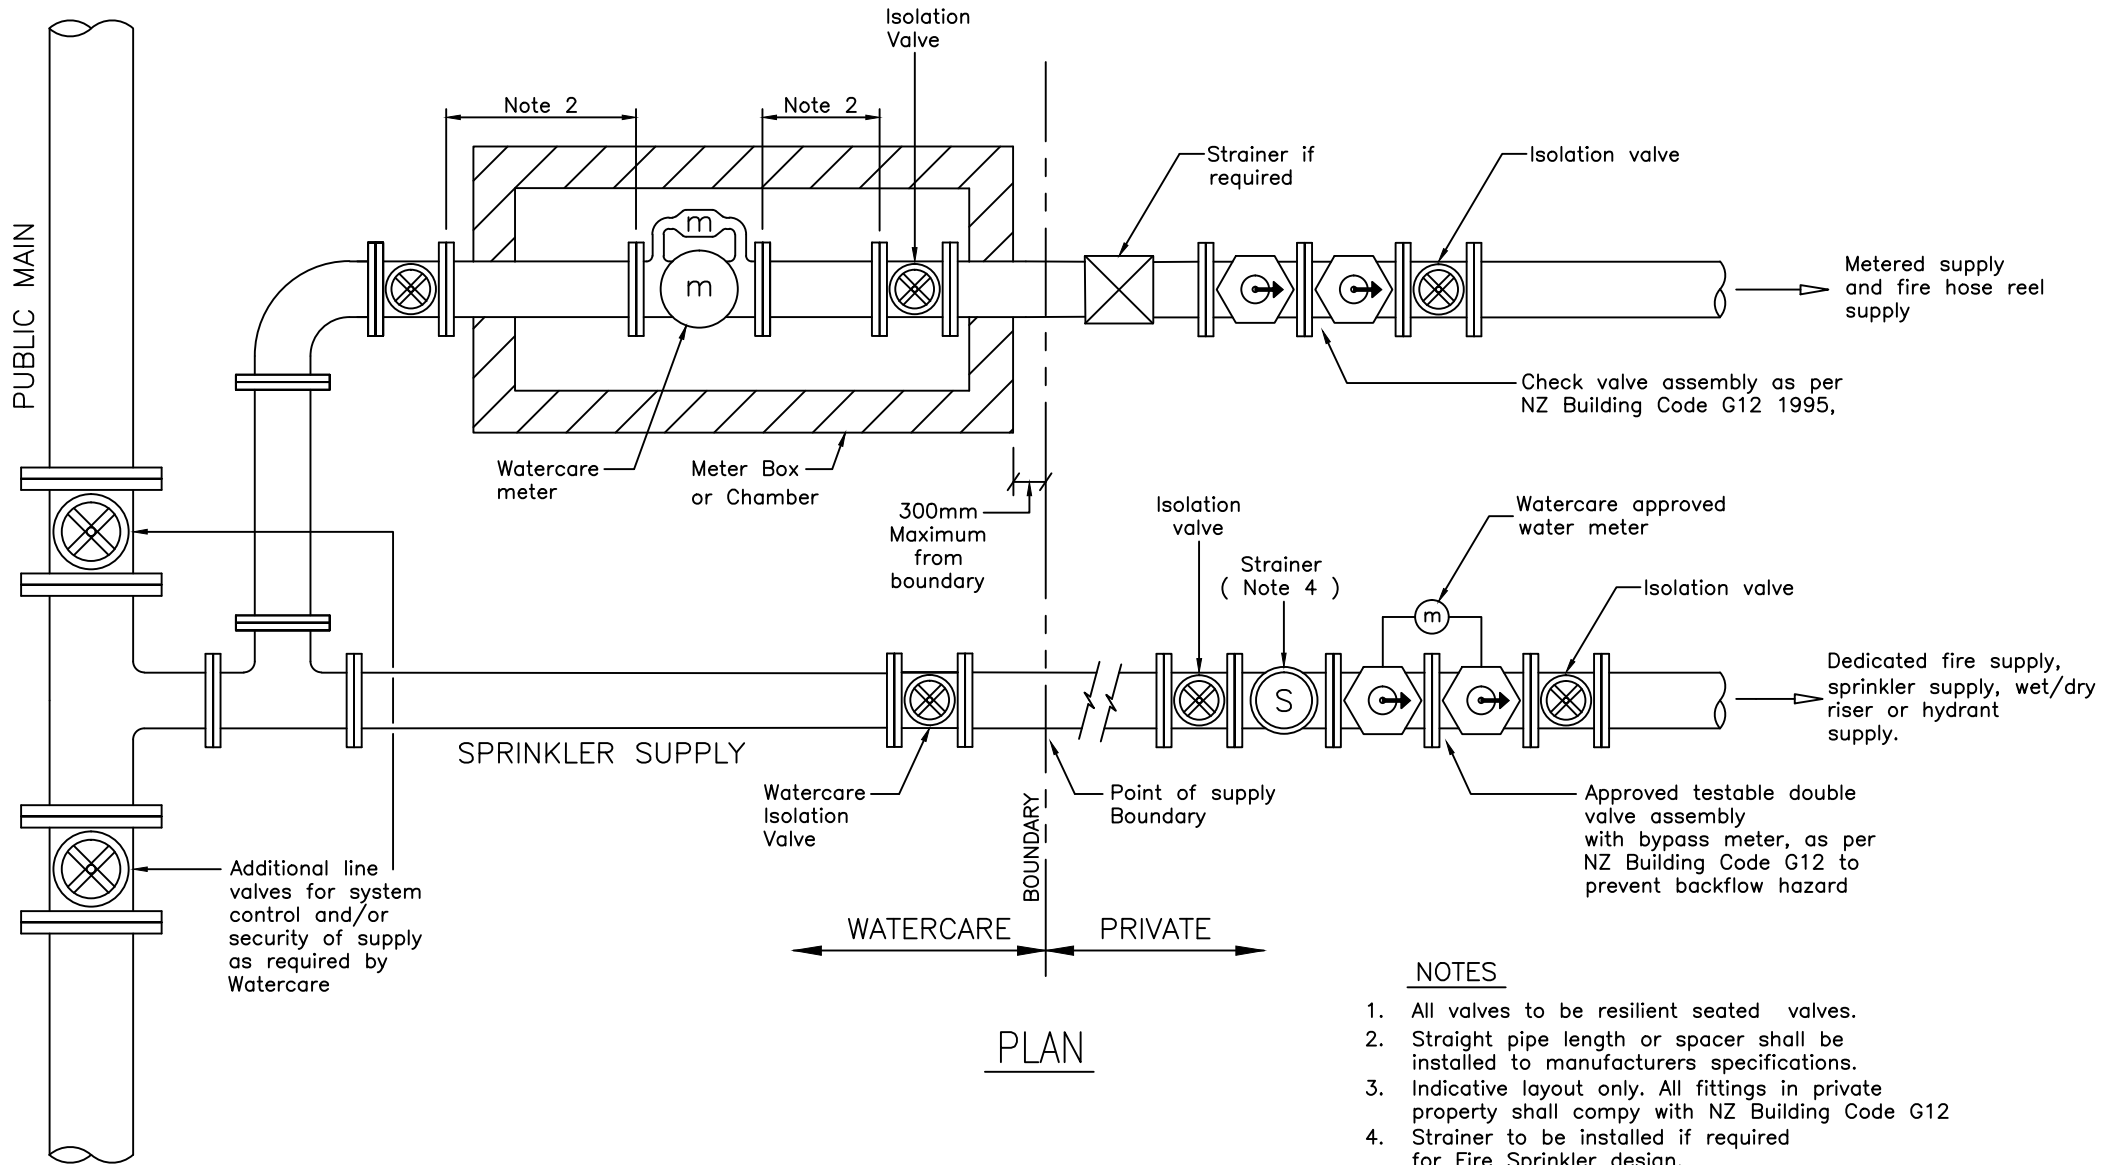 Isolation
Valve
Note 2
Note 2
Strainer if
required
Isolation valve
PUBLIC MAIN
m
m
Metered supply
and fire hose reel
supply
Check valve assembly as per
NZ Building Code G12 1995,
Watercare
meter
Meter Box
or Chamber
300mm
Maximum
from
boundary
Isolation
valve
Strainer
( Note 4 )
Watercare approved
water meter
m
Isolation valve
S
Dedicated fire supply,
sprinkler supply, wet/dry
riser or hydrant
supply.
SPRINKLER SUPPLY
Watercare
Isolation
Valve
Point of supply
Boundary
BOUNDARY
Approved testable double
valve assembly
with bypass meter, as per
NZ Building Code G12 to
prevent backflow hazard
Additional line
valves for system
control and/or
security of supply
as required by
Watercare
WATERCARE
PRIVATE
PLAN
NOTES
1. All valves to be resilient seated valves.
2. Straight pipe length or spacer shall be
installed to manufacturers specifications.
3. Indicative layout only. All fittings in private
property shall compy with NZ Building Code G12
4. Strainer to be installed if required
for Fire Sprinkler design.